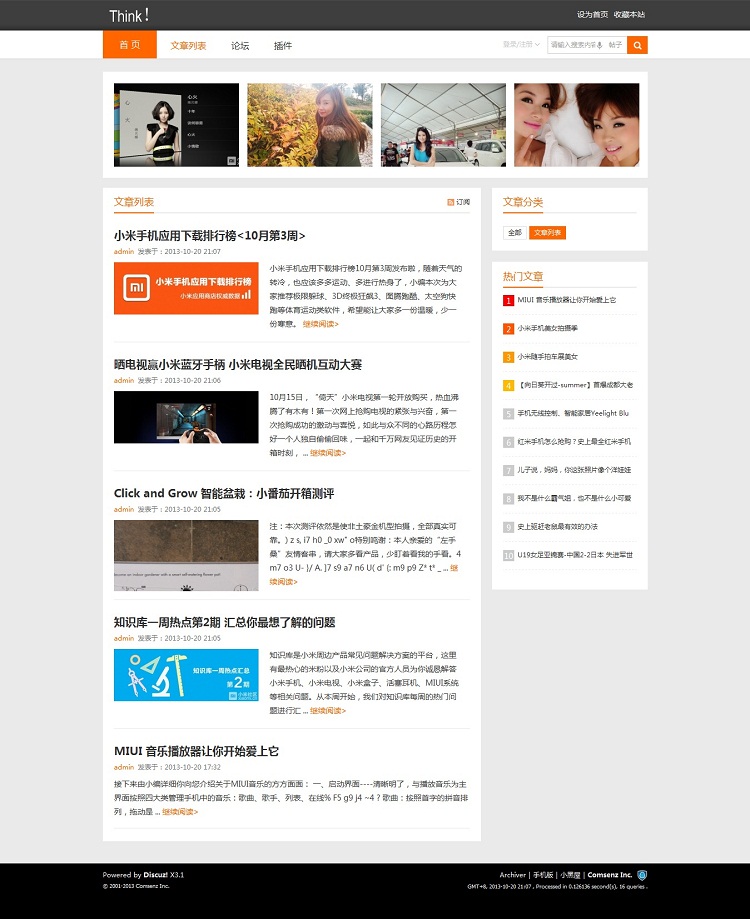 Think!
设为首页 收藏本站
首页 文章列表 论坛 插件
登录/注册 请输入搜索内容 帖子
文章列表 订阅
小米手机应用下载排行榜<10月第3周>
admin 发表于：2013-10-20 21:07
小米手机应用下载排行榜
小米应用商店权威数据
小米手机应用下载排行榜10月第3周发布啦，随着天气的
转冷，也应该多多运动、多进行热身了，小编本次为大
家推荐极限躲球、3D终极狂飙3、面腾跑酷、太空狗快
跑等体育运动类软件，希望能让大家多一份温暖，少一
份寒意。 继续阅读>
晒电视赢小米蓝牙手柄 小米电视全民晒机互动大赛
admin 发表于：2013-10-20 21:06
10月15日，“倚天”小米电视第一轮开放购买，热血沸
腾了有木有！第一次网上抢购电视的紧张与兴奋，第一
次抢购成功的激动与喜悦，如此与众不同的心路历程怎
好一个人独自偷偷回味，一起和千万网友见证历史的开
箱时刻， ... 继续阅读>
Click and Grow 智能盆栽：小番茄开箱测评
admin 发表于：2013-10-20 21:05
注：本次测评依然是使非土豪金机型拍摄，全部真实可
靠。) z s, i7 h0 _0 xw" o特别鸣谢：本人亲爱的“左手
桑”友情客串，请大家多看产品，少盯着看我的手看。4
m7 o3 U- )/ A. ]7 s9 a7 n6 U( d' (: m9 p9 Z* t* _ ... 继
续阅读>
知识库一周热点第2期 汇总你最想了解的问题
admin 发表于：2013-10-20 21:05
知识库一周热点汇总
第2期
知识库是小米周边产品常见问题解决方案的平台，这里
有最热心的米粉以及小米公司的官方人员为你诚恳解答
小米手机、小米电视、小米盒子、活塞耳机、MIUI系统
等相关问题。从本周开始，我们对知识库每周的热门问
题进行汇 ... 继续阅读>
MIUI 音乐播放器让你开始爱上它
admin 发表于：2013-10-20 17:32
接下来由小编详细你向您介绍关于MIUI音乐的方方面面： 一、启动界面----清晰明了，与播放音乐为主
界面按照四大类管理手机中的音乐：歌曲、歌手、列表、在线% F5 g9 j4 ~4 ? 歌曲：按照首字的拼音排
列，拖动是 ... 继续阅读>
文章分类
全部 文章列表
热门文章
1 MIUI 音乐播放器让你开始爱上它
2 小米手机美女拍摄季
3 小米随手拍车展美女
4 【向日葵开过-summer】首爆成都大老
5 手机无线控制、智能家居Yeelight Blu
6 红米手机怎么抢购？史上最全红米手机
7 儿子说，妈妈，你这张照片像个洋娃娃
8 我不是什么霸气姐，也不是什么小可爱
9 史上驱赶老鼠最有效的办法
10 U19女足亚锦赛-中国2-2日本 失进军世
Powered by Discuz! X3.1
© 2001-2013 Comsenz Inc.
Archiver | 手机版 | 小黑屋 | Comsenz Inc.
GMT+8, 2013-10-20 21:07 , Processed in 0.126136 second(s), 16 queries .